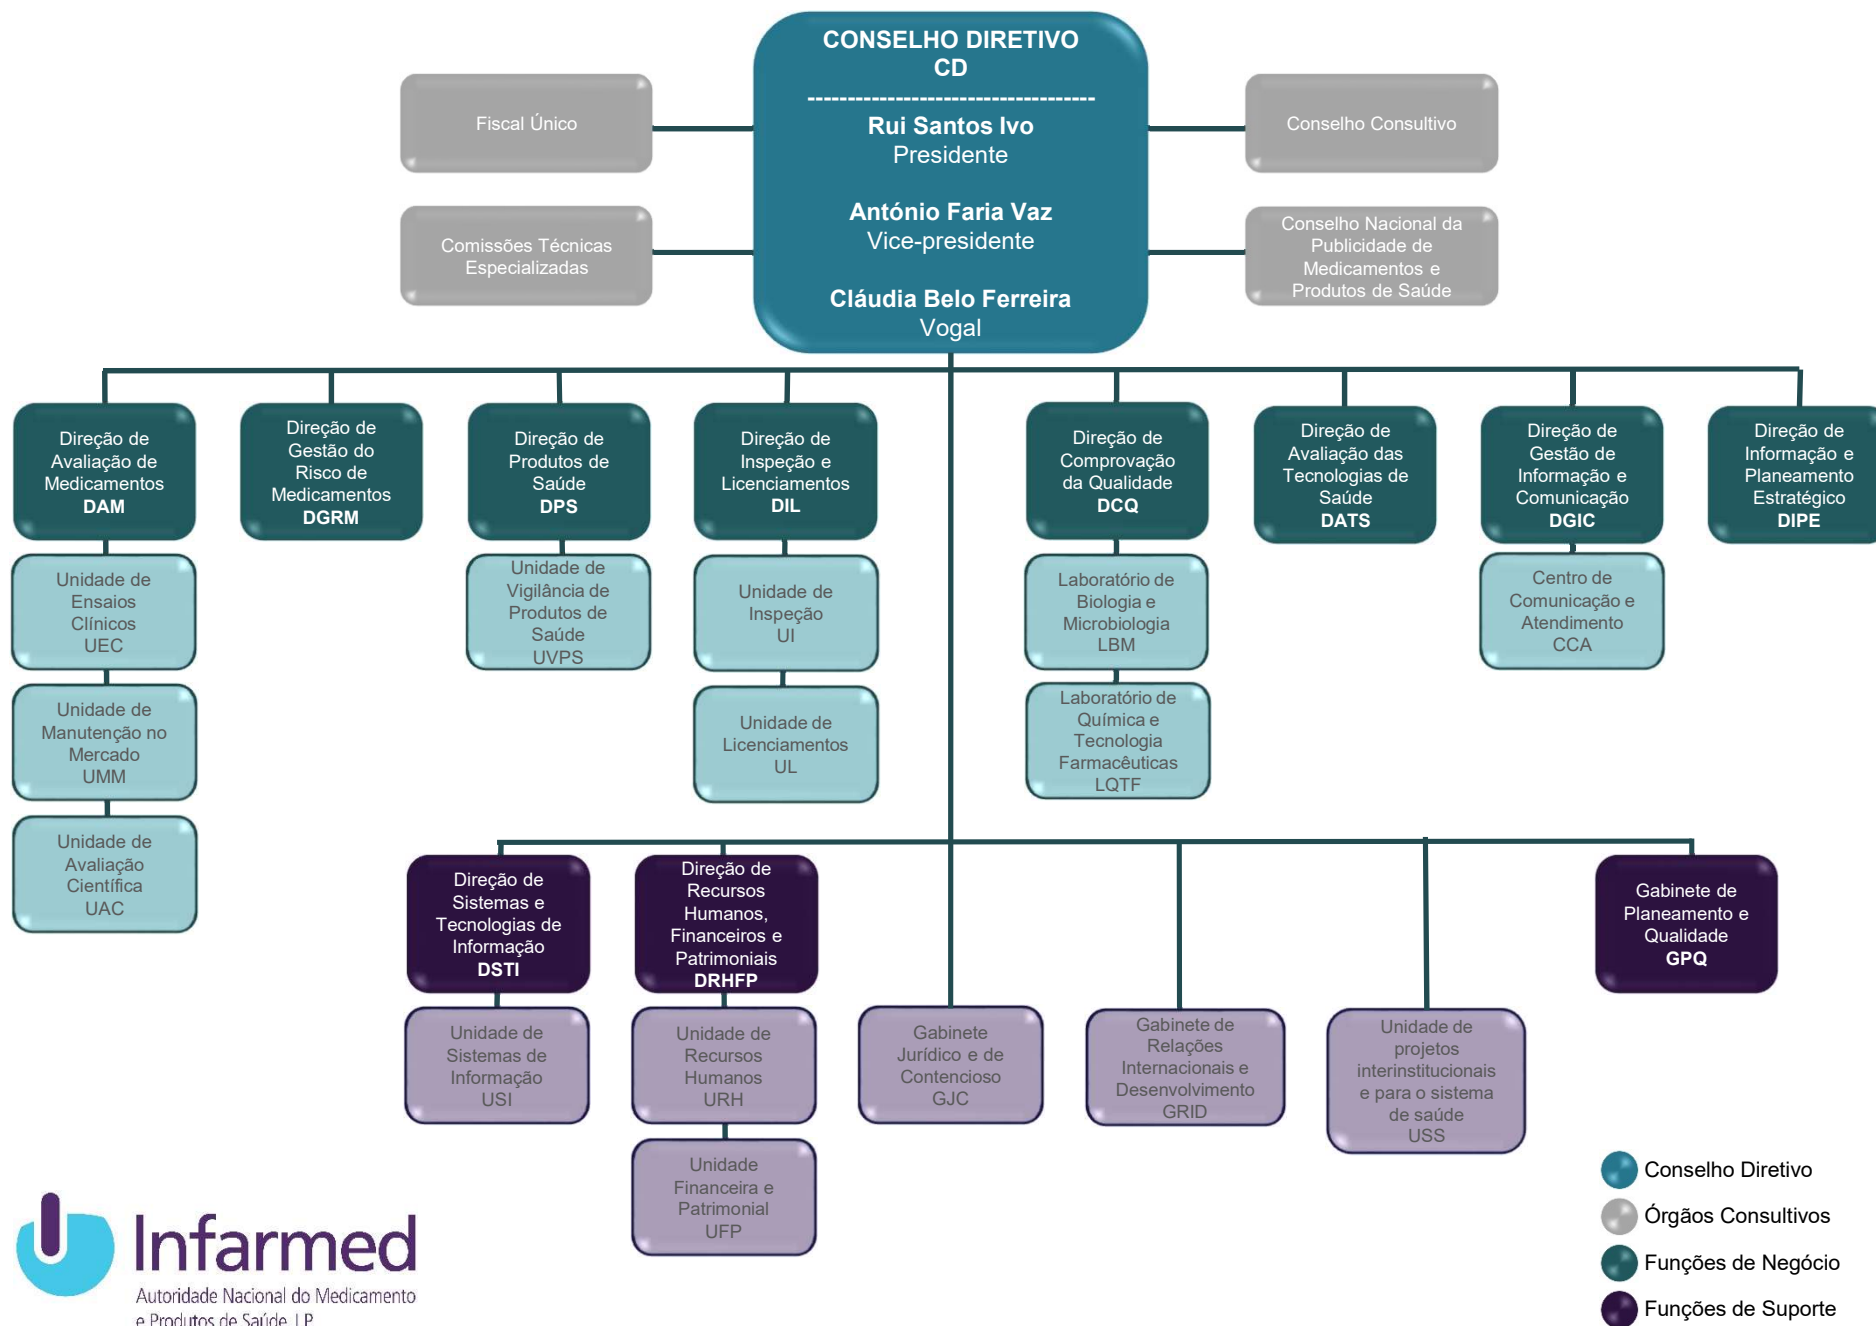 CONSELHO DIRETIVO
CD
------------------------------------
Rui Santos Ivo
Presidente
António Faria Vaz
Vice-presidente
Cláudia Belo Ferreira
Vogal
Fiscal Único
Conselho Consultivo
Comissões Técnicas
Especializadas
Conselho Nacional da
Publicidade de
Medicamentos e
Produtos de Saúde
Direção de
Avaliação de
Medicamentos
DAM
Direção de
Gestão do
Risco de
Medicamentos
DGRM
Direção de
Produtos de
Saúde
DPS
Direção de
Inspeção e
Licenciamentos
DIL
Direção de
Comprovação
da Qualidade
DCQ
Direção de
Avaliação das
Tecnologias de
Saúde
DATS
Direção de
Gestão de
Informação e
Comunicação
DGIC
Direção de
Informação e
Planeamento
Estratégico
DIPE
Unidade de
Ensaios
Clínicos
UEC
Unidade de
Vigilância de
Produtos de
Saúde
UVPS
Unidade de
Inspeção
UI
Laboratório de
Biologia e
Microbiologia
LBM
Centro de
Comunicação e
Atendimento
CCA
Unidade de
Manutenção no
Mercado
UMM
Unidade de
Licenciamentos
UL
Laboratório de
Química e
Tecnologia
Farmacêuticas
LQTF
Unidade de
Avaliação
Científica
UAC
Direção de
Sistemas e
Tecnologias de
Informação
DSTI
Direção de
Recursos
Humanos,
Financeiros e
Patrimoniais
DRHFP
Gabinete de
Planeamento e
Qualidade
GPQ
Unidade de
Sistemas de
Informação
USI
Unidade de
Recursos
Humanos
URH
Gabinete
Jurídico e de
Contencioso
GJC
Gabinete de
Relações
Internacionais e
Desenvolvimento
GRID
Unidade de
projetos
interinstitucionais
e para o sistema
de saúde
USS
Unidade
Financeira e
Patrimonial
UFP
Infarmed
Autoridade Nacional do Medicamento
e Produtos de Saúde, I.P.
Conselho Diretivo
Órgãos Consultivos
Funções de Negócio
Funções de Suporte